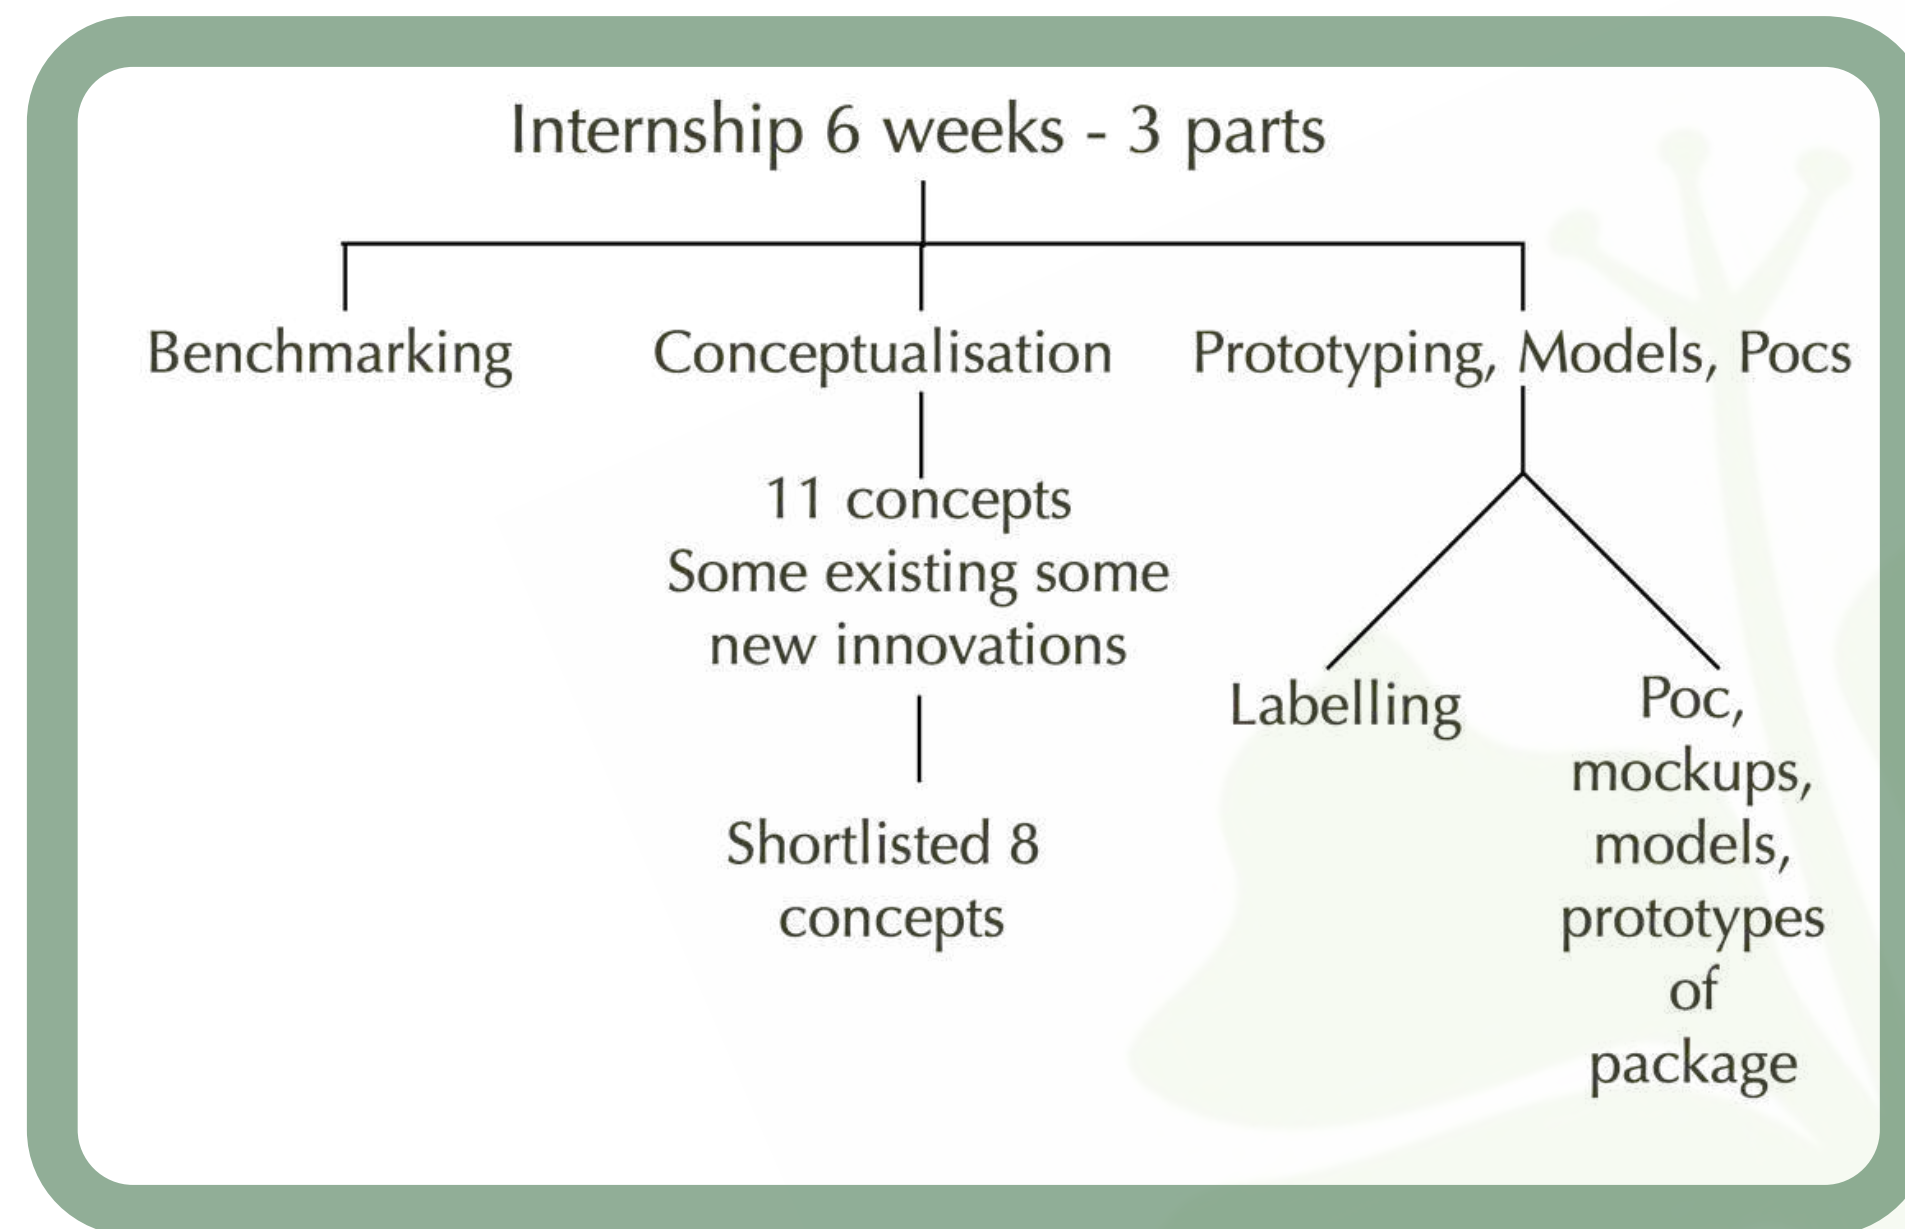 Internship 6 weeks - 3 parts
Benchmarking
Conceptualisation
Prototyping, Models, Pocs
11 concepts
Some existing some
new innovations
Shortlisted 8
concepts
Labelling
Poc,
mockups,
models,
prototypes
of
package